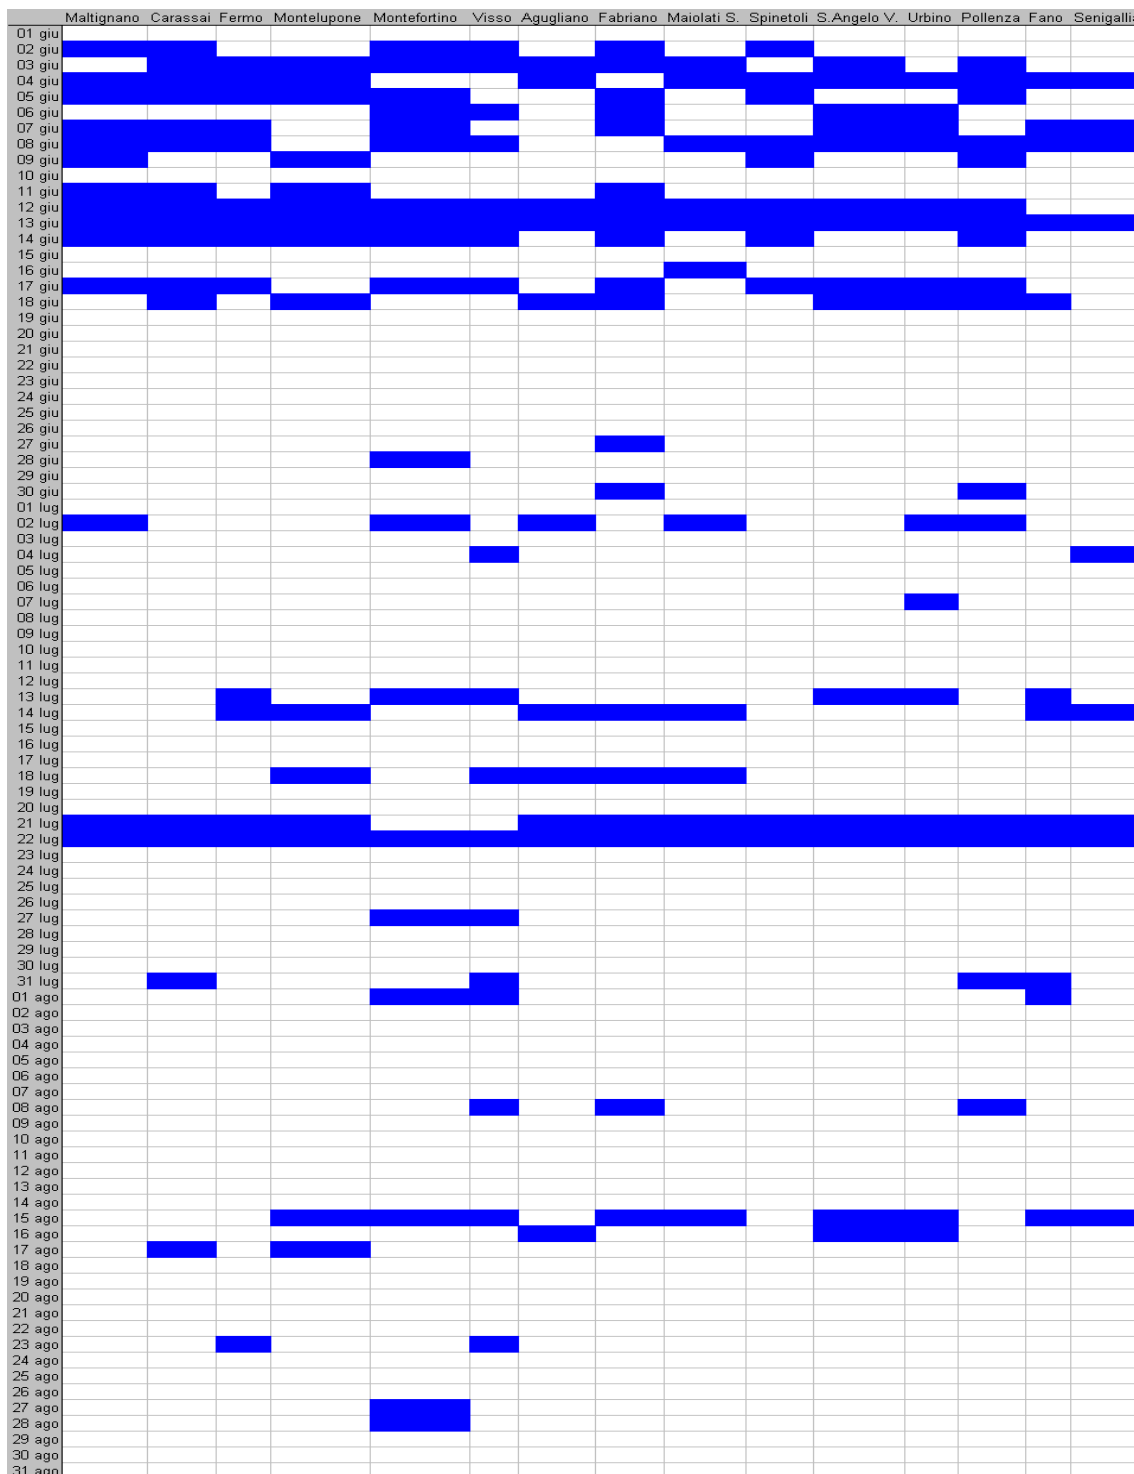 Maltignano Carassai Fermo Montelupone Montefortino Visso Agugliano Fabriano Maiolati S. Spinetoli S.Angelo V. Urbino Pollenza Fano Senigallia
01 giu
02 giu
03 giu
04 giu
05 giu
06 giu
07 giu
08 giu
09 giu
10 giu
11 giu
12 giu
13 giu
14 giu
15 giu
16 giu
17 giu
18 giu
19 giu
20 giu
21 giu
22 giu
23 giu
24 giu
25 giu
26 giu
27 giu
28 giu
29 giu
30 giu
01 lug
02 lug
03 lug
04 lug
05 lug
06 lug
07 lug
08 lug
09 lug
10 lug
11 lug
12 lug
13 lug
14 lug
15 lug
16 lug
17 lug
18 lug
19 lug
20 lug
21 lug
22 lug
23 lug
24 lug
25 lug
26 lug
27 lug
28 lug
29 lug
30 lug
31 lug
01 ago
02 ago
03 ago
04 ago
05 ago
06 ago
07 ago
08 ago
09 ago
10 ago
11 ago
12 ago
13 ago
14 ago
15 ago
16 ago
17 ago
18 ago
19 ago
20 ago
21 ago
22 ago
23 ago
24 ago
25 ago
26 ago
27 ago
28 ago
29 ago
30 ago
31 ago